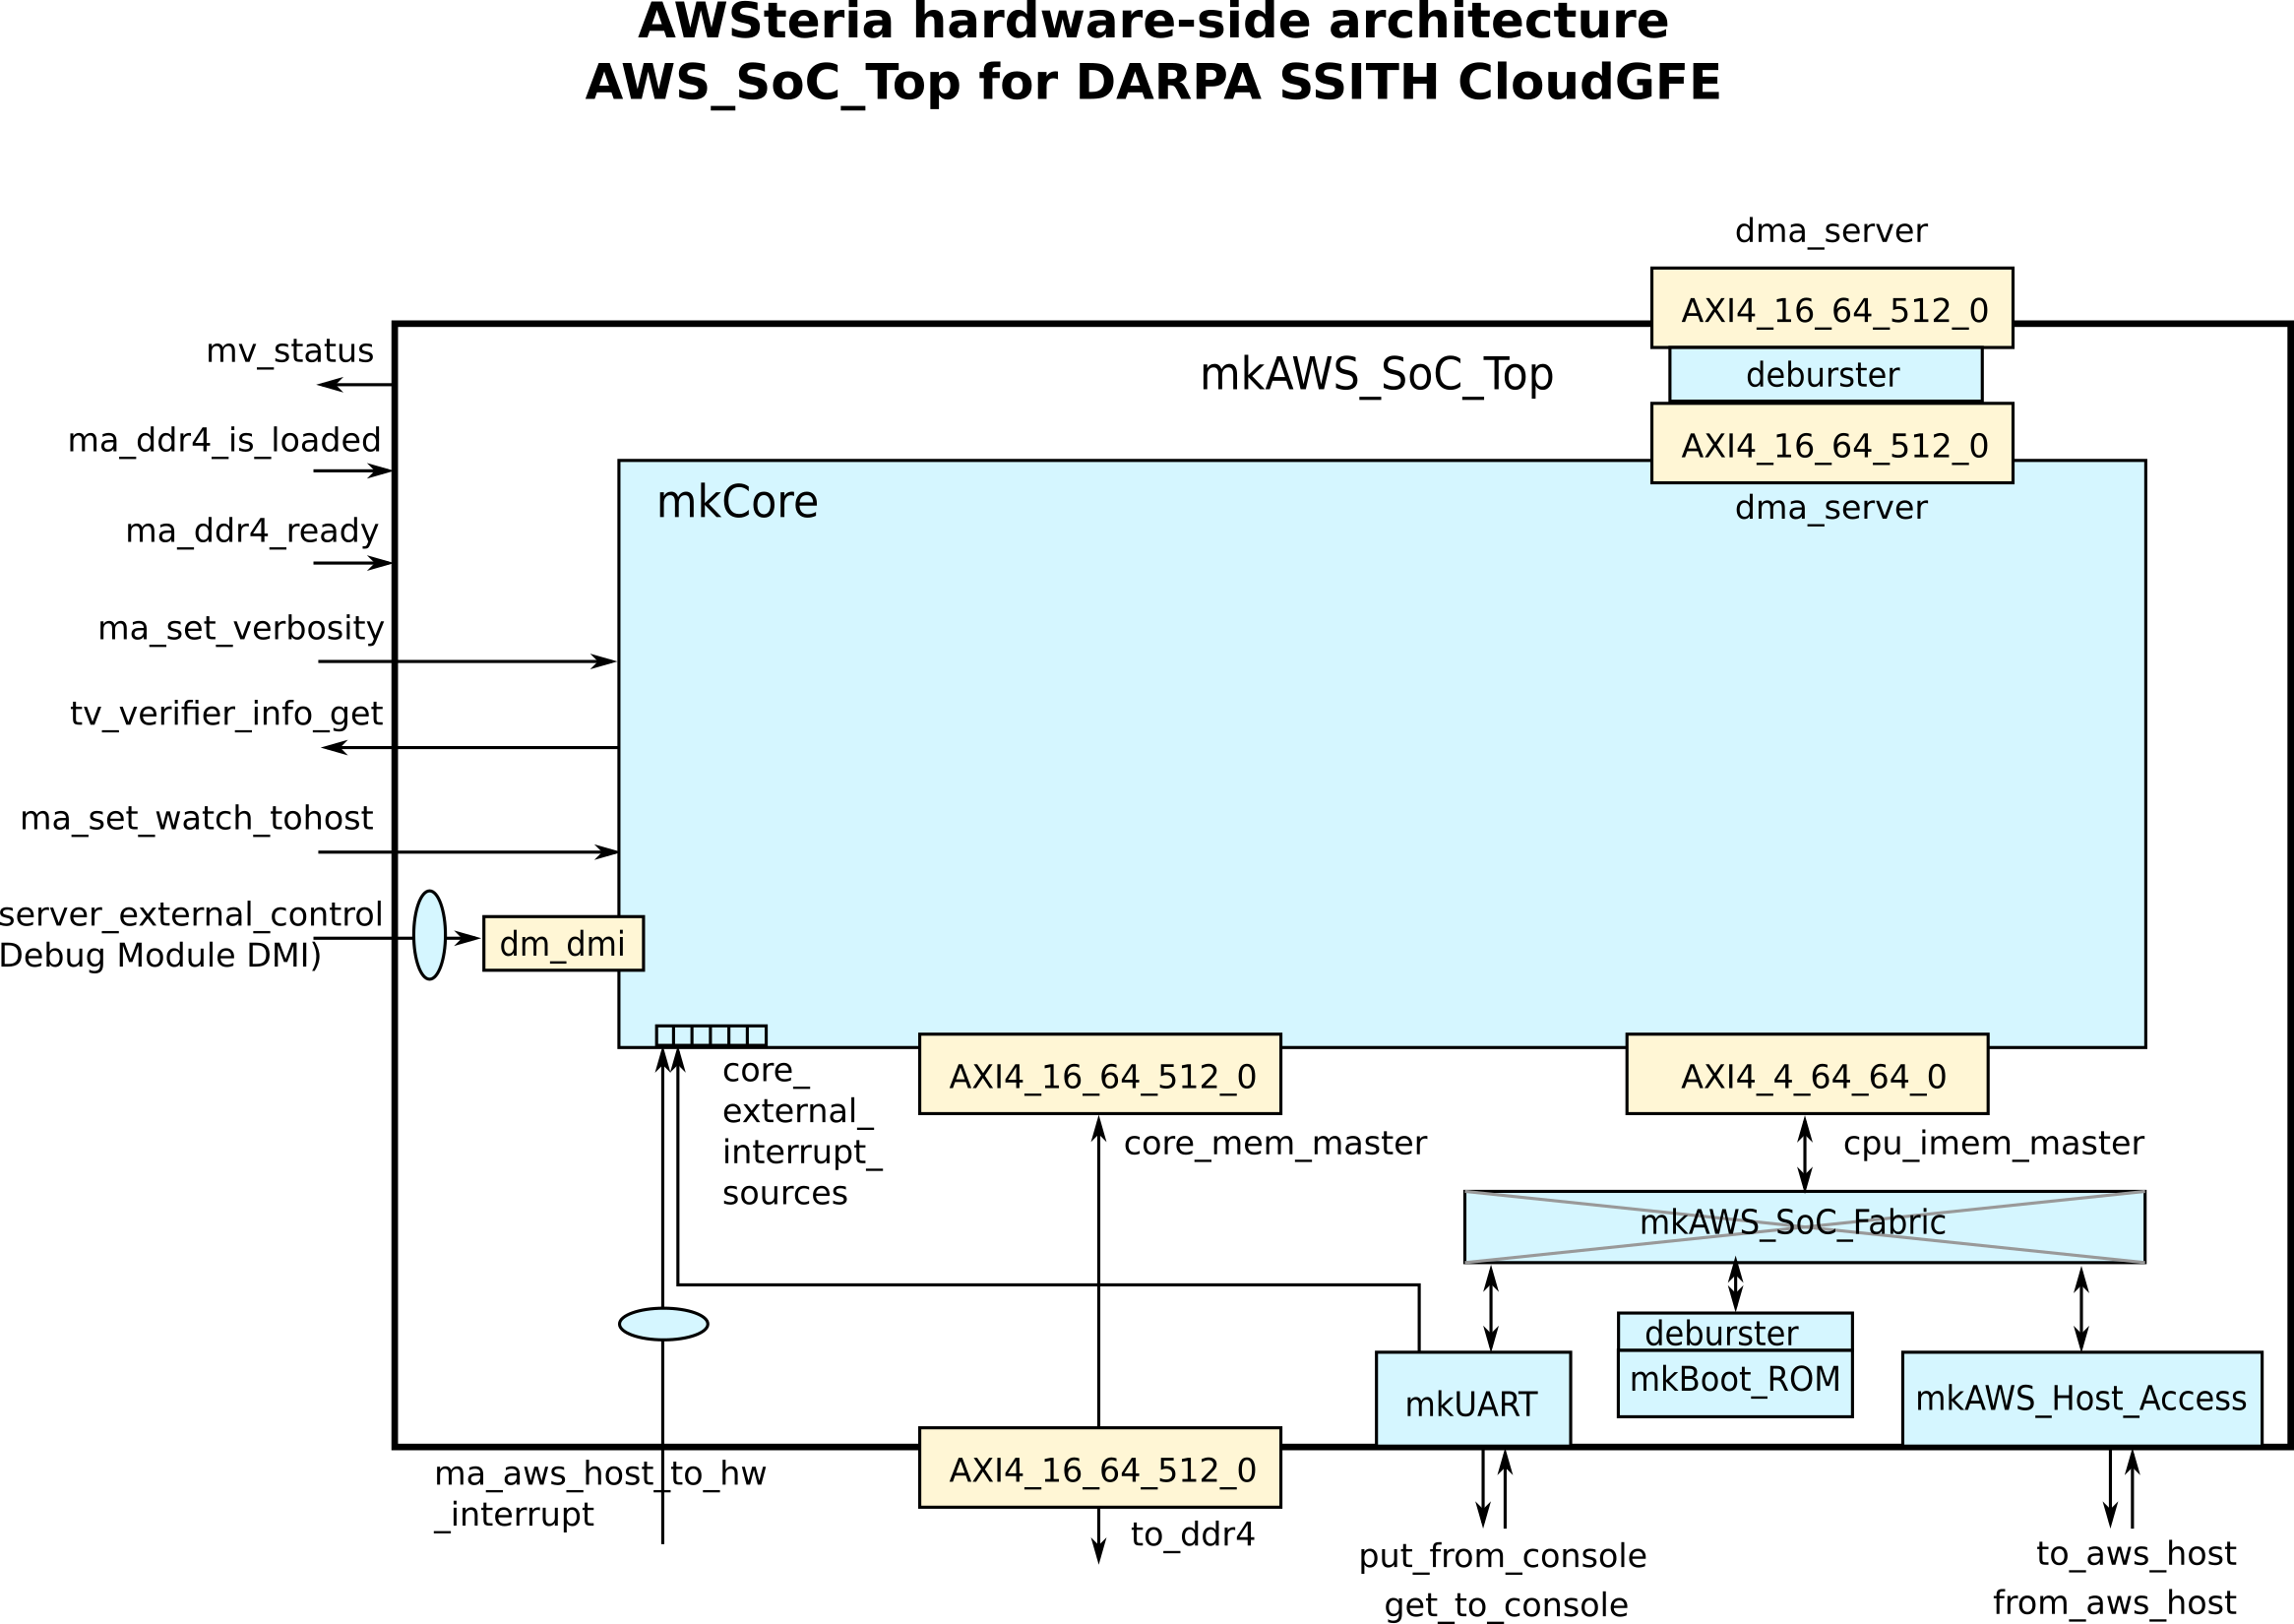 AWSteria hardware-side architecture
AWS_SoC_Top for DARPA SSITH CloudGFE
dma_server
AXI4_16_64_512_0
mv_status
mkAWS_SoC_Top
deburster
ma_ddr4_is_loaded
AXI4_16_64_512_0
mkCore
dma_server
ma_ddr4_ready
ma_set_verbosity
tv_verifier_info_get
ma_set_watch_tohost
server_external_control
Debug Module DMI)
dm_dmi
core_
external_
interrupt_
sources
AXI4_16_64_512_0
core_mem_master
AXI4_4_64_64_0
cpu_imem_master
mkAWS_SoC_Fabric
deburster
mkBoot_ROM
mkUART
mkAWS_Host_Access
ma_aws_host_to_hw
_interrupt
AXI4_16_64_512_0
to_ddr4
put_from_console
get_to_console
to_aws_host
from_aws_host